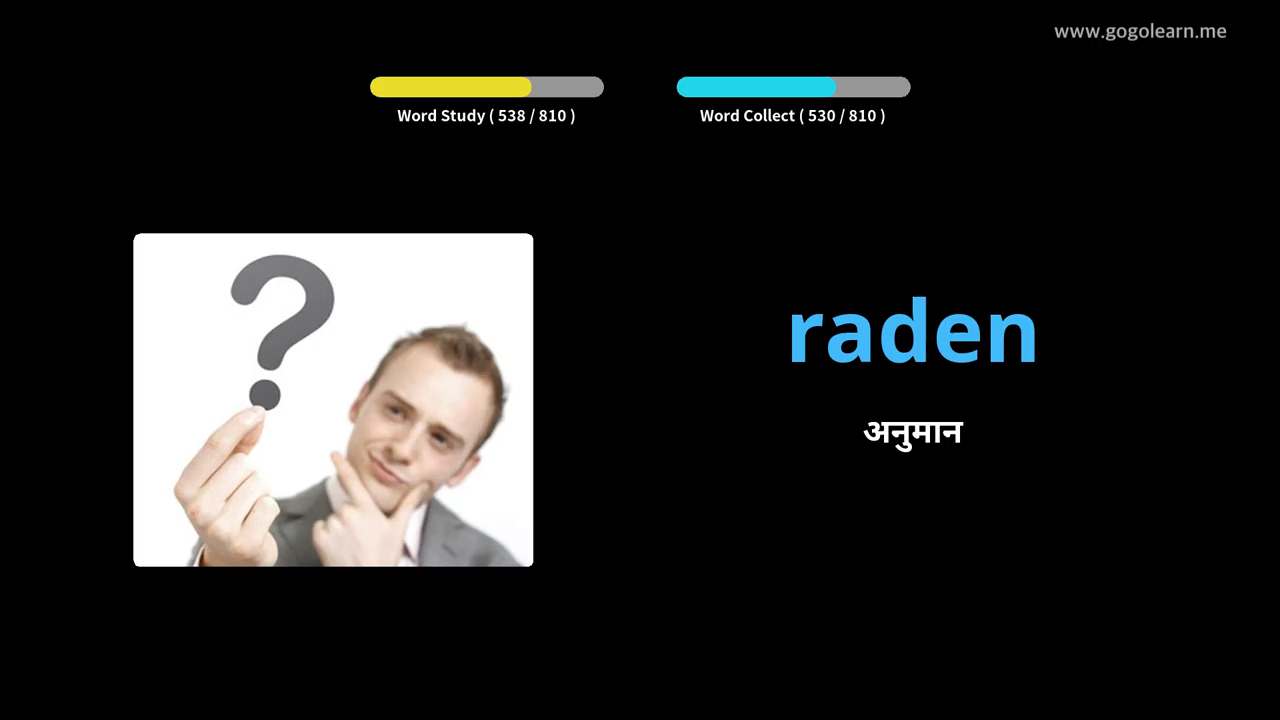 www.gogolearn.me
Word Study ( 538 / 810 )
Word Collect ( 530 / 810 )
?
raden
अनुमान